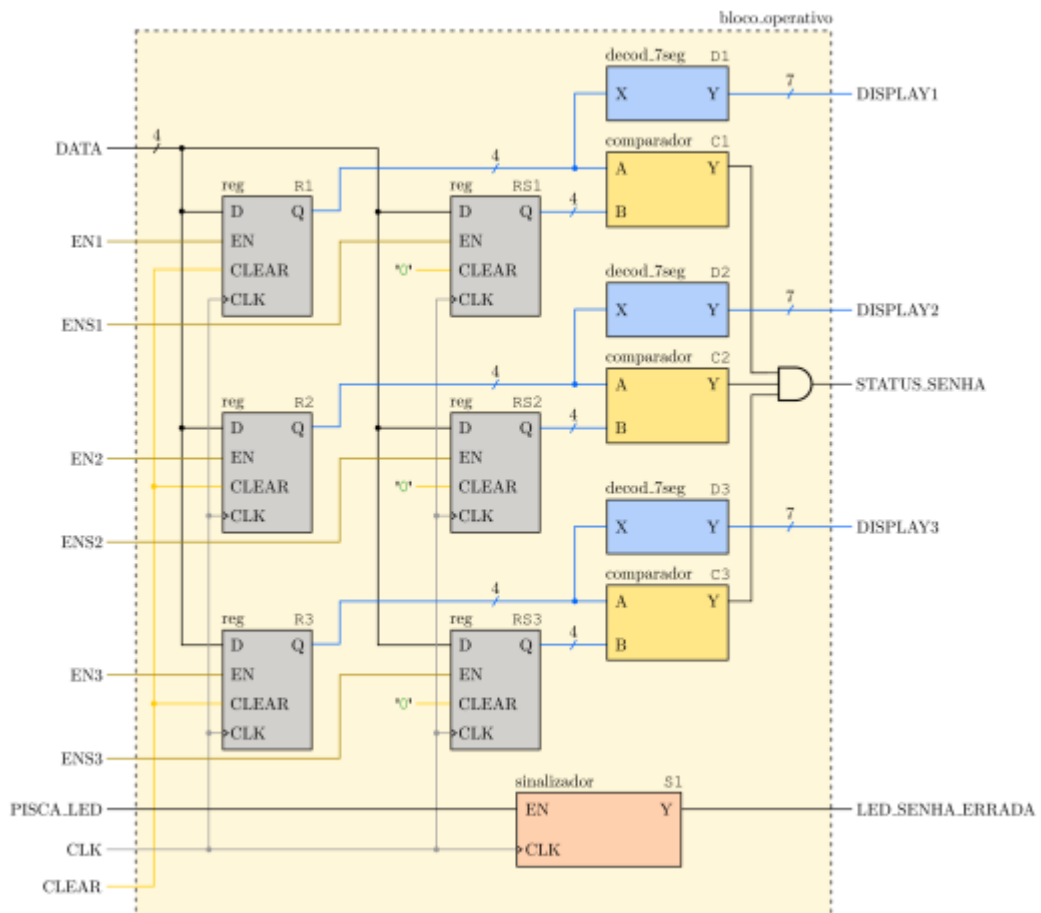 bloco_operativo
decod_7seg D1
X Y 7 DISPLAY1
comparador C1
DATA 4
4 A Y
reg R1 reg RS1
D Q D Q 4 B
EN1 EN EN
CLEAR "0" CLEAR
decod_7seg D2
CLK CLK
X Y 7 DISPLAY2
ENS1
comparador C2
4 A Y STATUS_SENHA
reg R2 reg RS2
D Q D Q 4 B
EN2 EN EN
CLEAR "0" CLEAR
decod_7seg D3
CLK CLK
X Y 7 DISPLAY3
ENS2
comparador C3
4 A Y
reg R3 reg RS3
D Q D Q 4 B
EN3 EN EN
CLEAR "0" CLEAR
CLK CLK
ENS3
sinalizador S1
PISCA_LED EN Y LED_SENHA_ERRADA
CLK CLK
CLEAR